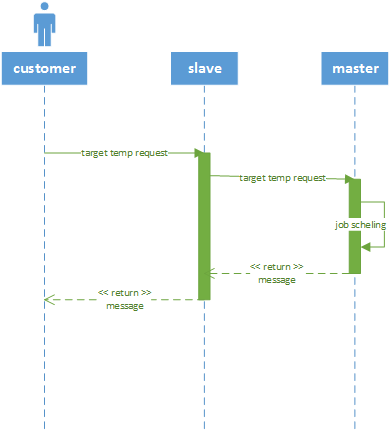 customer
slave
master
target temp request
target temp request
job scheling
<< return >>
message
<< return >>
message